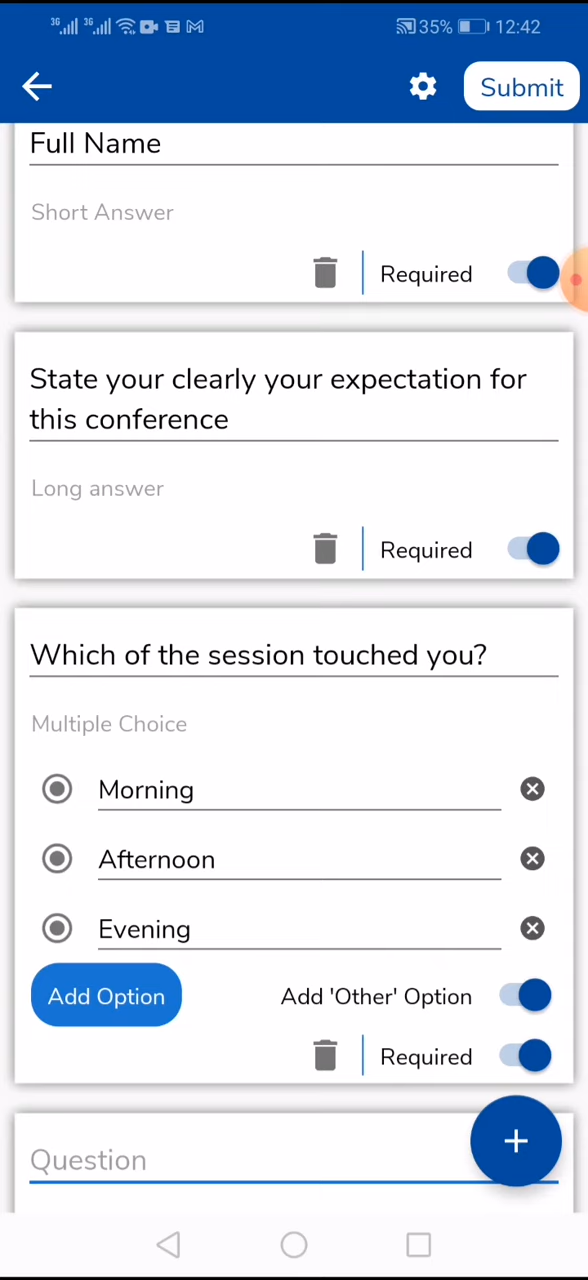 3G 3G 35% 12:42
Submit
Full Name
Short Answer
Required
State your clearly your expectation for
this conference
Long answer
Required
Which of the session touched you?
Multiple Choice
Morning
Afternoon
Evening
Add Option Add 'Other' Option
Required
Question
+